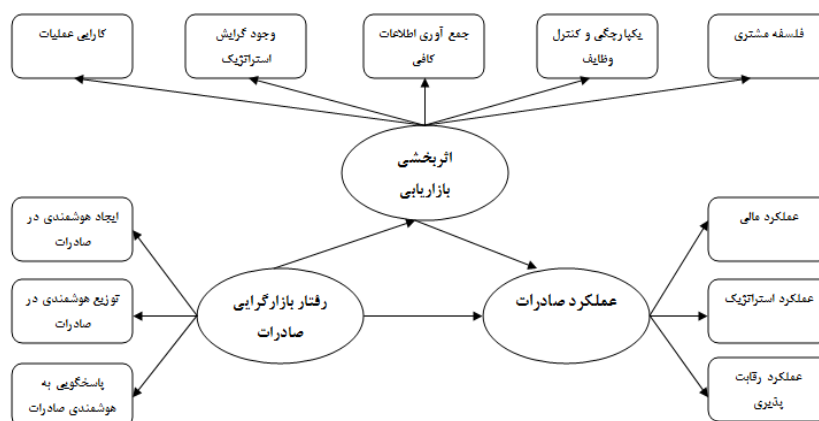 فلسفه مشتری
یکپارچگی و کنترل
وظایف
جمع آوری اطلاعات
کافی
وجود گرایش
استراتژیک
کارایی عملیات
اثربخشی
بازاریابی
عملکرد مالی
عملکرد استراتژیک
عملکرد رقابت
پذیری
عملکرد صادرات
رفتار بازارگرایی
صادرات
ایجاد هوشمندی در
صادرات
توزیع هوشمندی در
صادرات
پاسخگویی به
هوشمندی صادرات